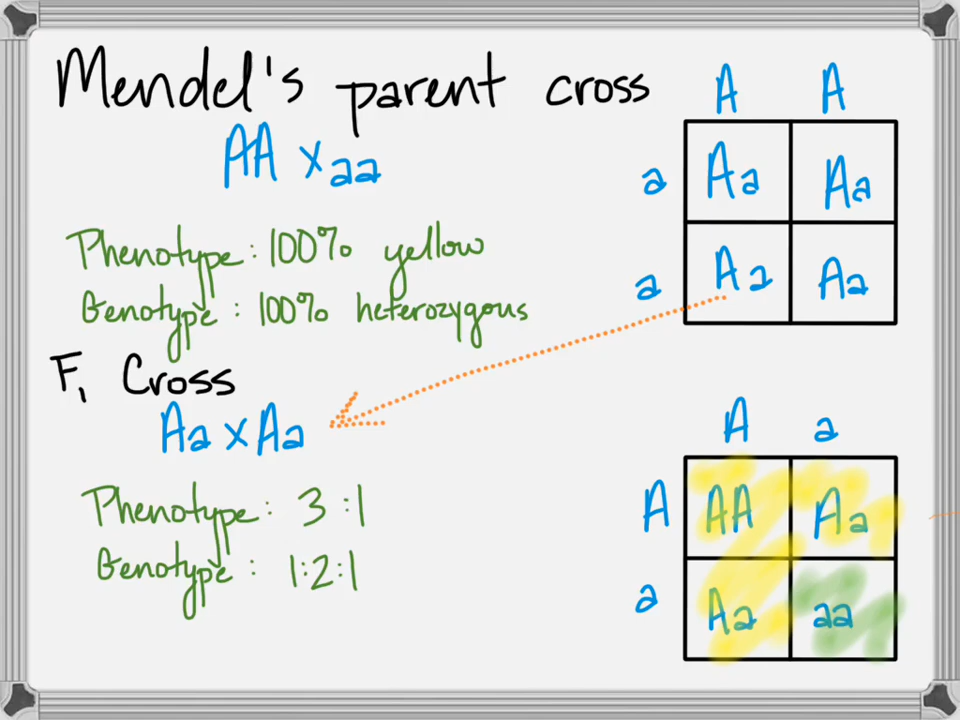 Mendel's parent cross
AA x aa
Phenotype: 100% yellow
Genotype: 100% heterozygous
A A
a Aa Aa
a Aa Aa
F₁ Cross
Aa x Aa
Phenotype: 3:1
Genotype: 1:2:1
A a
A AA Aa
a Aa aa